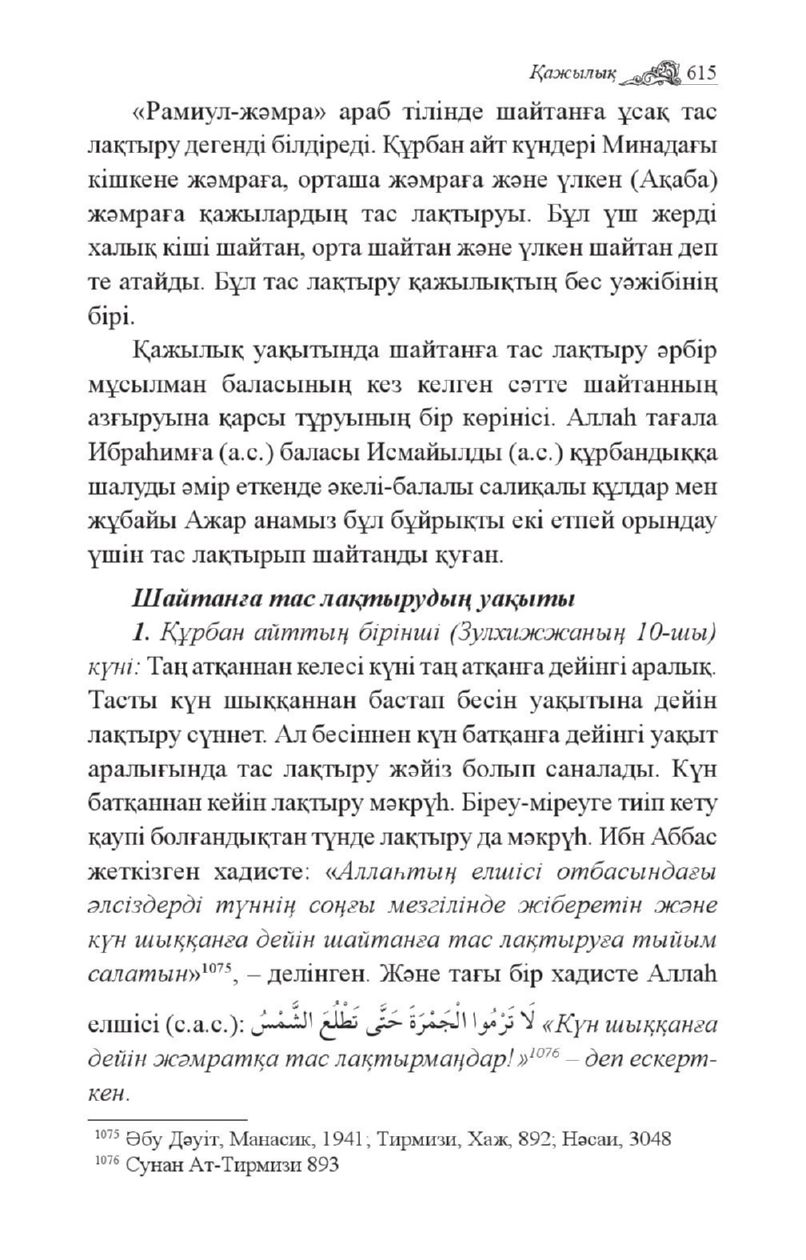 Қажылық 615
«Рамиул-жәмра» араб тілінде шайтанға ұсақ тас
лақтыру дегенді білдіреді. Құрбан айт күндері Минадағы
кішкене жәмраға, орташа жәмраға және үлкен (Ақаба)
жәмраға қажылардың тас лақтыруы. Бұл үш жерді
халық кіші шайтан, орта шайтан және үлкен шайтан деп
те атайды. Бұл тас лақтыру қажылықтың бес уәжібінің
бірі.
Қажылық уақытында шайтанға тас лақтыру әрбір
мұсылман баласының кез келген сәтте шайтанның
азғыруына қарсы тұруының бір көрінісі. Аллаһ тағала
Ибраһимға (а.с.) баласы Исмайылды (а.с.) құрбандыққа
шалуды әмір еткенде әкелі-балалы салиқалы құлдар мен
жұбайы Ажар анамыз бұл бұйрықты екі етпей орындау
үшін тас лақтырып шайтанды қуған.
Шайтанға тас лақтырудың уақыты
1. Құрбан айттың бірінші (Зулхижжаның 10-шы)
күні: Таң атқаннан келесі күні таң атқанға дейінгі аралық.
Тасты күн шыққаннан бастап бесін уақытына дейін
лақтыру сүннет. Ал бесіннен күн батқанға дейінгі уақыт
аралығында тас лақтыру жәйіз болып саналады. Күн
батқаннан кейін лақтыру мәкрүһ. Біреу-міреуге тиіп кету
қаупі болғандықтан түнде лақтыру да мәкрүһ. Ибн Аббас
жеткізген хадисте: «Аллаһтың елшісі отбасындағы
әлсіздерді түннің соңғы мезгілінде жіберетін және
күн шыққанға дейін шайтанға тас лақтыруға тыйым
салатын»¹⁰⁷⁵, – делінген. Және тағы бір хадисте Аллаһ
елшісі (с.а.с.): لَا تَرْمُوا الْجَمْرَةَ حَتَّى تَطْلُعَ الشَّمْسُ «Күн шыққанға
дейін жәмратқа тас лақтырмаңдар!»¹⁰⁷⁶ – деп ескерт-
кен.
¹⁰⁷⁵ Әбу Дәуіт, Манасик, 1941; Тирмизи, Хаж, 892; Нәсаи, 3048
¹⁰⁷⁶ Сунан Ат-Тирмизи 893